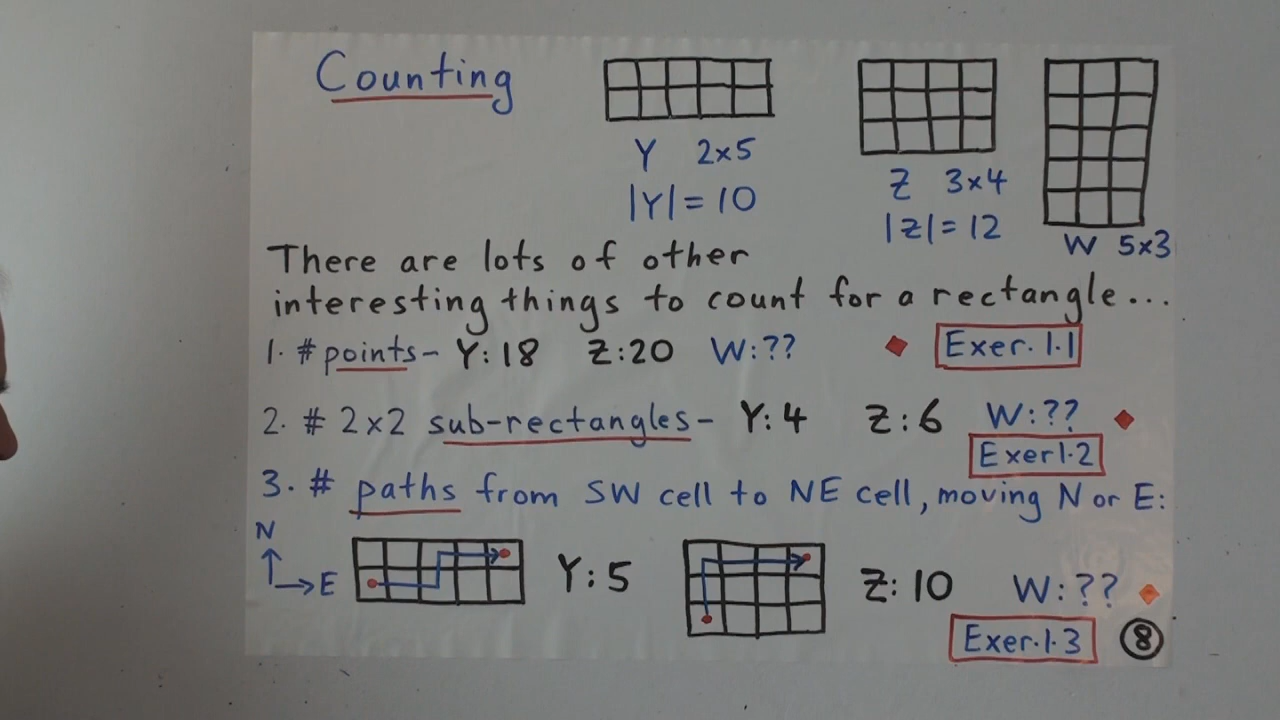 Counting
Y 2×5
|Y|= 10
Z 3×4
|Z|= 12
W 5×3
There are lots of other
interesting things to count for a rectangle...
1. # points- Y:18 Z:20 W:?? Exer. 1.1
2. # 2×2 sub-rectangles- Y:4 Z:6 W:??
Exer 1.2
3. # paths from SW cell to NE cell, moving N or E:
N
E
Y:5 Z:10 W:??
Exer. 1.3
8